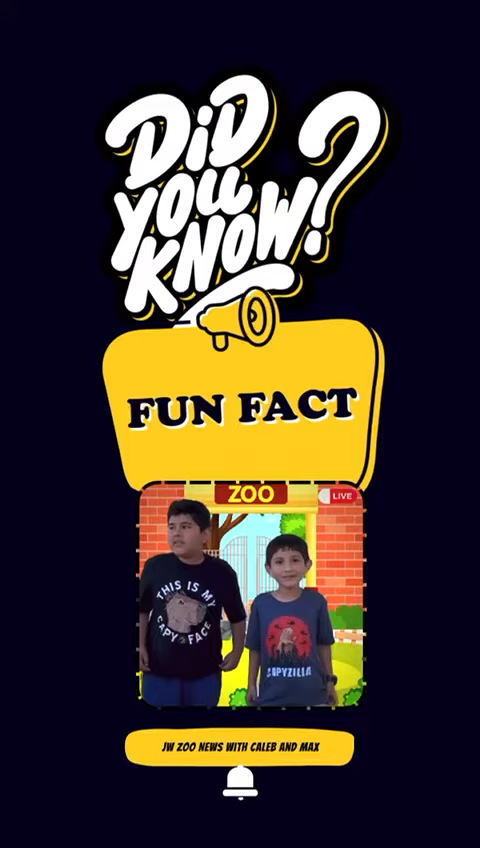 DiD
YOU
KNOW?
FUN FACT
ZOO
LIVE
THIS IS MY
CAPY FACE
CAPYZILLA
JW ZOO NEWS WITH CALEB AND MAX